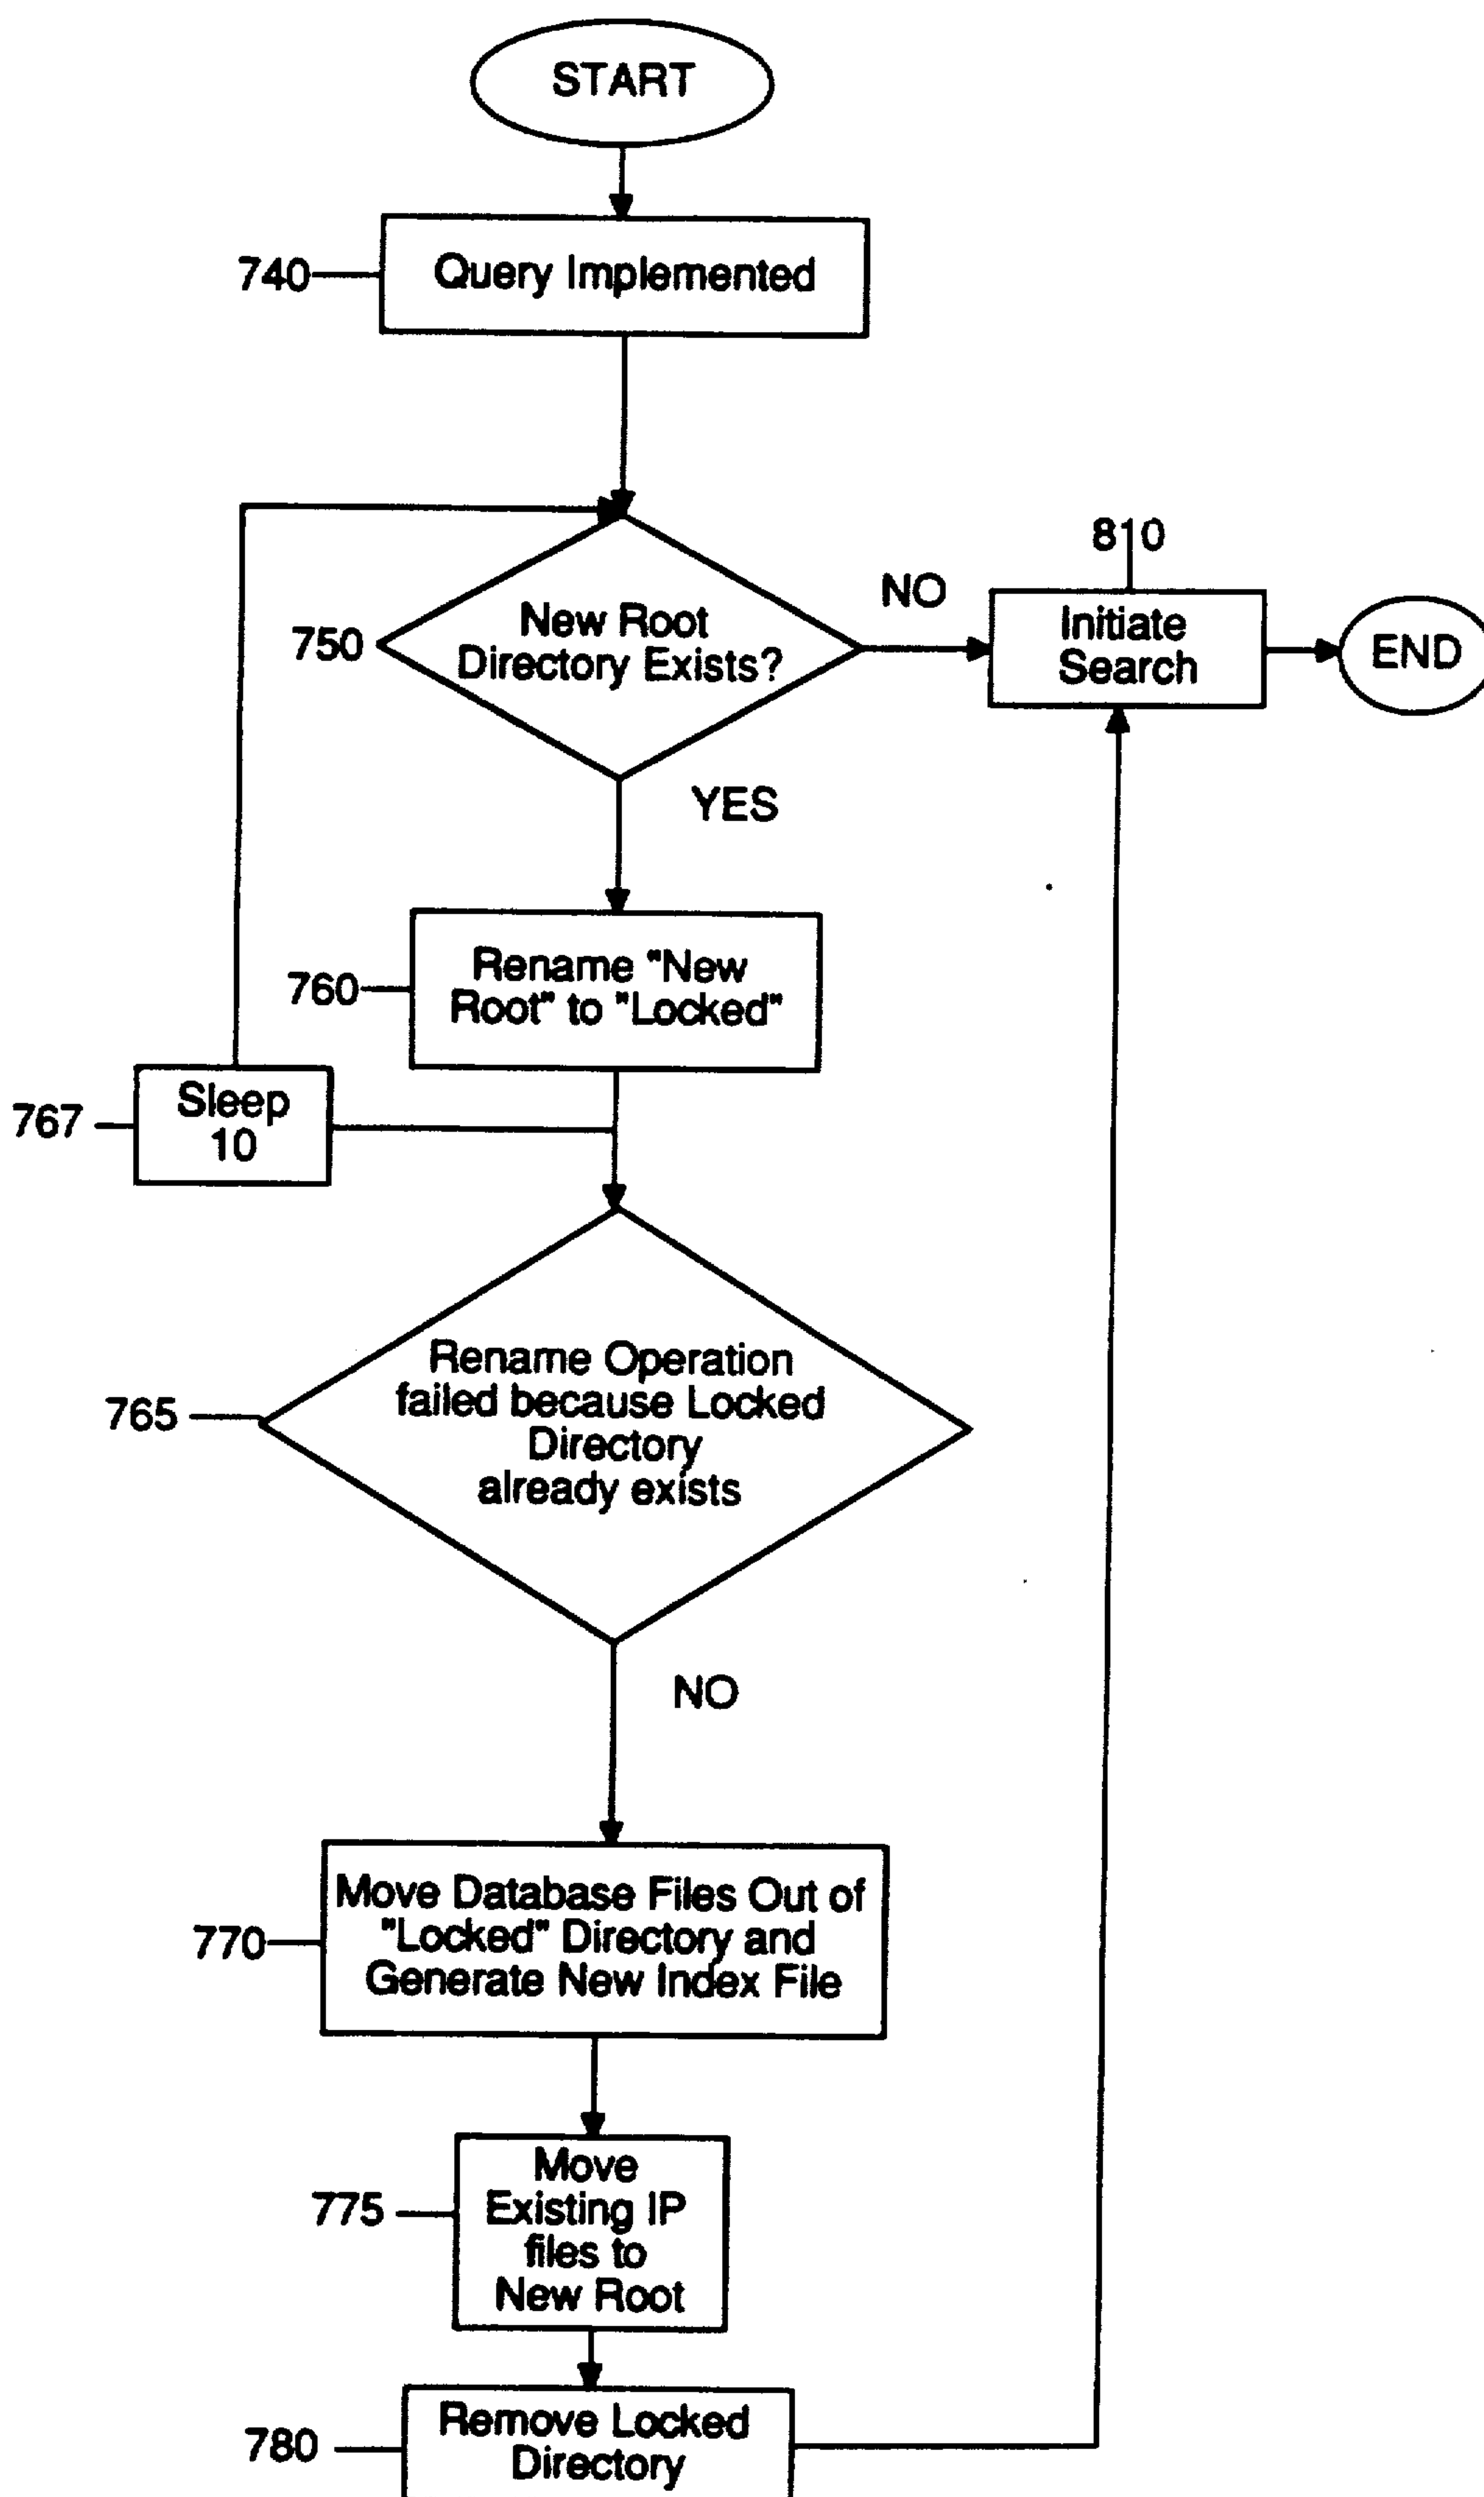 START
740
Query Implemented
810
NO
Initiate
Search
END
750
New Root
Directory Exists?
YES
760
Rename "New
Root" to "Locked"
767
Sleep
10
765
Rename Operation
failed because Locked
Directory
already exists
NO
770
Move Database Files Out of
"Locked" Directory and
Generate New Index File
775
Move
Existing IP
files to
New Root
780
Remove Locked
Directory